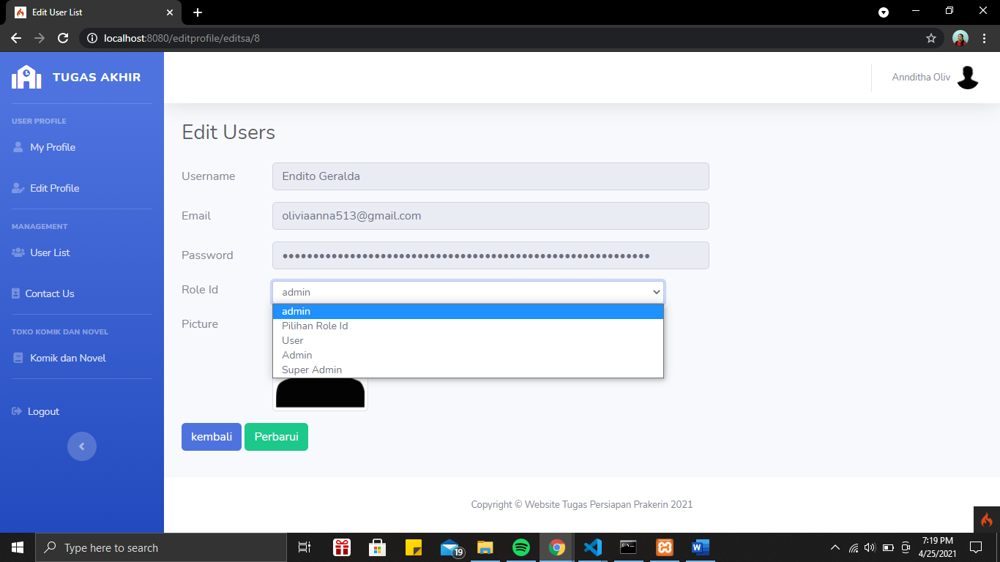 Edit User List
localhost:8080/editprofile/editsa/8
TUGAS AKHIR
Annditha Oliv
USER PROFILE
My Profile
Edit Profile
MANAGEMENT
User List
Contact Us
TOKO KOMIK DAN NOVEL
Komik dan Novel
Logout
Edit Users
Username
Endito Geralda
Email
oliviaanna513@gmail.com
Password
Role Id
admin
admin
Pilihan Role Id
User
Admin
Super Admin
Picture
kembali
Perbarui
Copyright © Website Tugas Persiapan Prakerin 2021
Type here to search
19
7:19 PM
4/25/2021